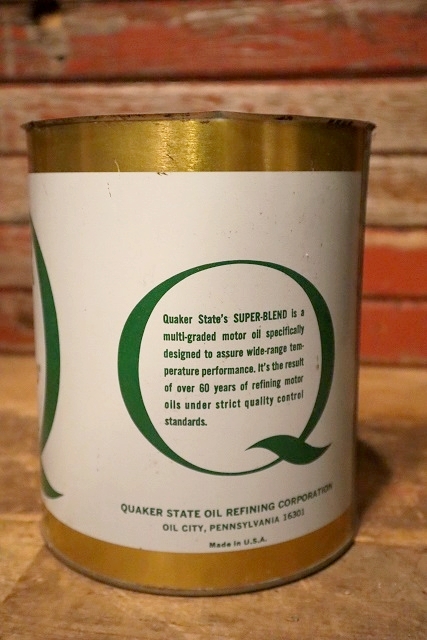 Quaker State's SUPER-BLEND is a
multi-graded motor oil specifically
designed to assure wide-range tem-
perature performance. It's the result
of over 60 years of refining motor
oils under strict quality control
standards.
QUAKER STATE OIL REFINING CORPORATION
OIL CITY, PENNSYLVANIA 16301
Made in U.S.A.